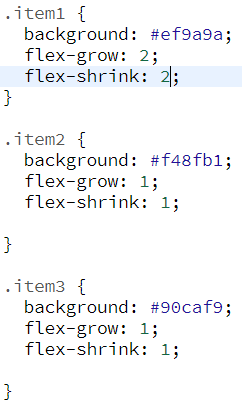 .item1 {
  background: #ef9a9a;
  flex-grow: 2;
  flex-shrink: 2;
}

.item2 {
  background: #f48fb1;
  flex-grow: 1;
  flex-shrink: 1;

}

.item3 {
  background: #90caf9;
  flex-grow: 1;
  flex-shrink: 1;

}